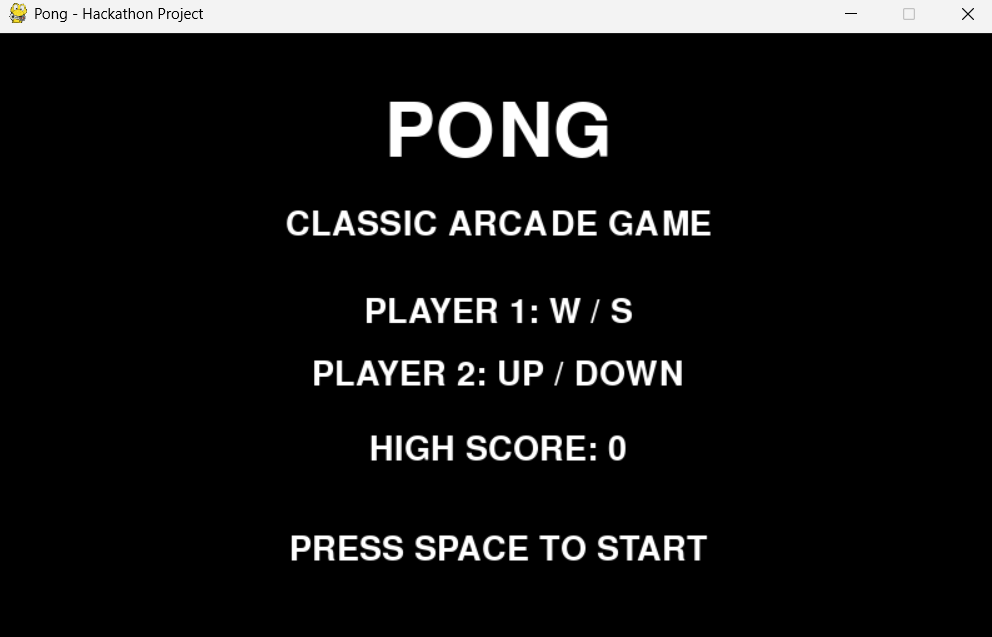 Pong - Hackathon Project
PONG
CLASSIC ARCADE GAME
PLAYER 1: W / S
PLAYER 2: UP / DOWN
HIGH SCORE: 0
PRESS SPACE TO START